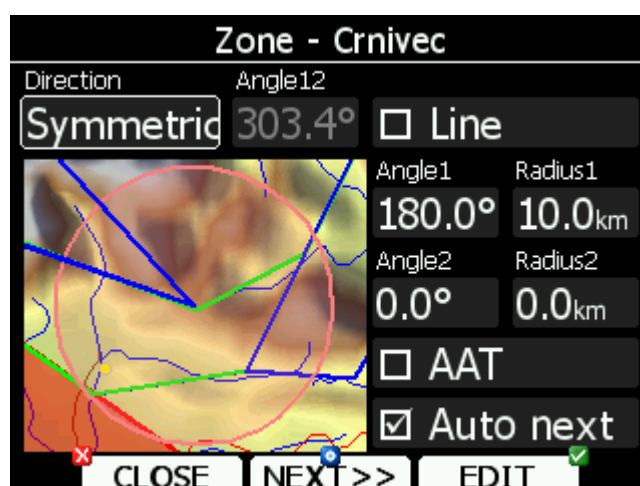 Zone - Crnivec
Direction Angle12
Symmetric 303.4° Line
Angle1 Radius1
180.0° 10.0km
Angle2 Radius2
0.0° 0.0km
AAT
Auto next
CLOSE NEXT>> EDIT